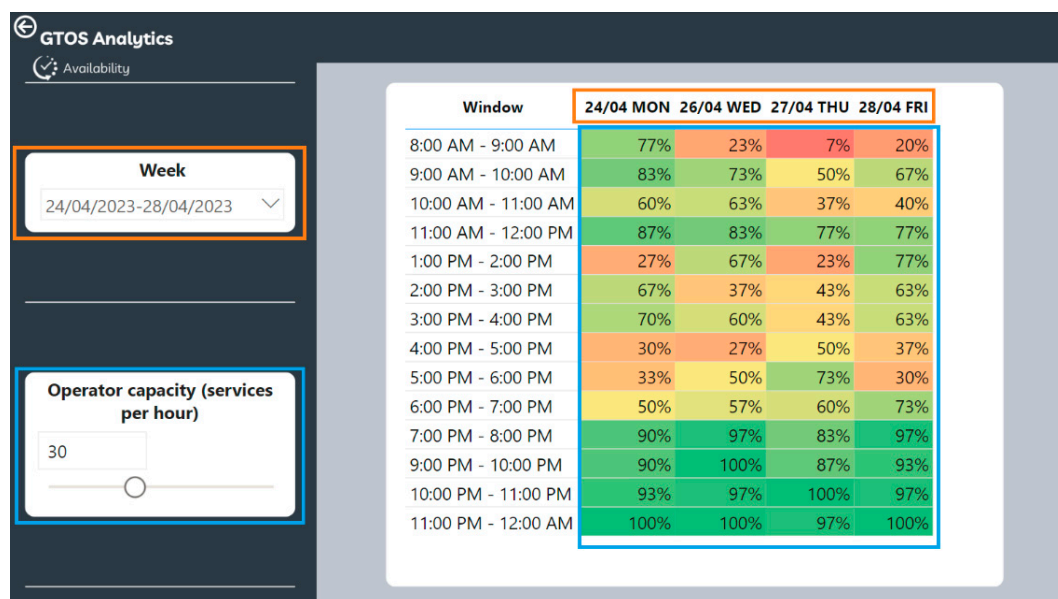 GTOS Analytics
Availability
Week
24/04/2023-28/04/2023
Operator capacity (services
per hour)
30
Window 24/04 MON 26/04 WED 27/04 THU 28/04 FRI
8:00 AM - 9:00 AM 77% 23% 7% 20%
9:00 AM - 10:00 AM 83% 73% 50% 67%
10:00 AM - 11:00 AM 60% 63% 37% 40%
11:00 AM - 12:00 PM 87% 83% 77% 77%
1:00 PM - 2:00 PM 27% 67% 23% 77%
2:00 PM - 3:00 PM 67% 37% 43% 63%
3:00 PM - 4:00 PM 70% 60% 43% 63%
4:00 PM - 5:00 PM 30% 27% 50% 37%
5:00 PM - 6:00 PM 33% 50% 73% 30%
6:00 PM - 7:00 PM 50% 57% 60% 73%
7:00 PM - 8:00 PM 90% 97% 83% 97%
9:00 PM - 10:00 PM 90% 100% 87% 93%
10:00 PM - 11:00 PM 93% 97% 100% 97%
11:00 PM - 12:00 AM 100% 100% 97% 100%